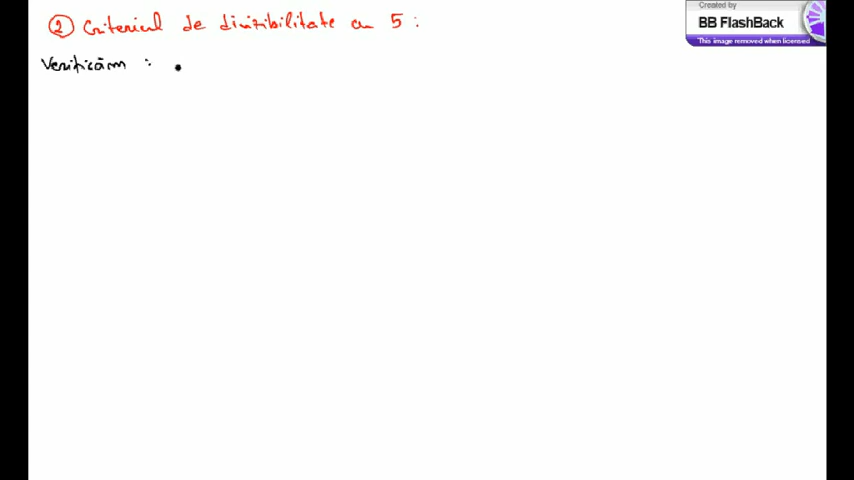 ② Criteriul de divizibilitate cu 5 :
Verificăm :
Created by
BB FlashBack
This image removed when licensed